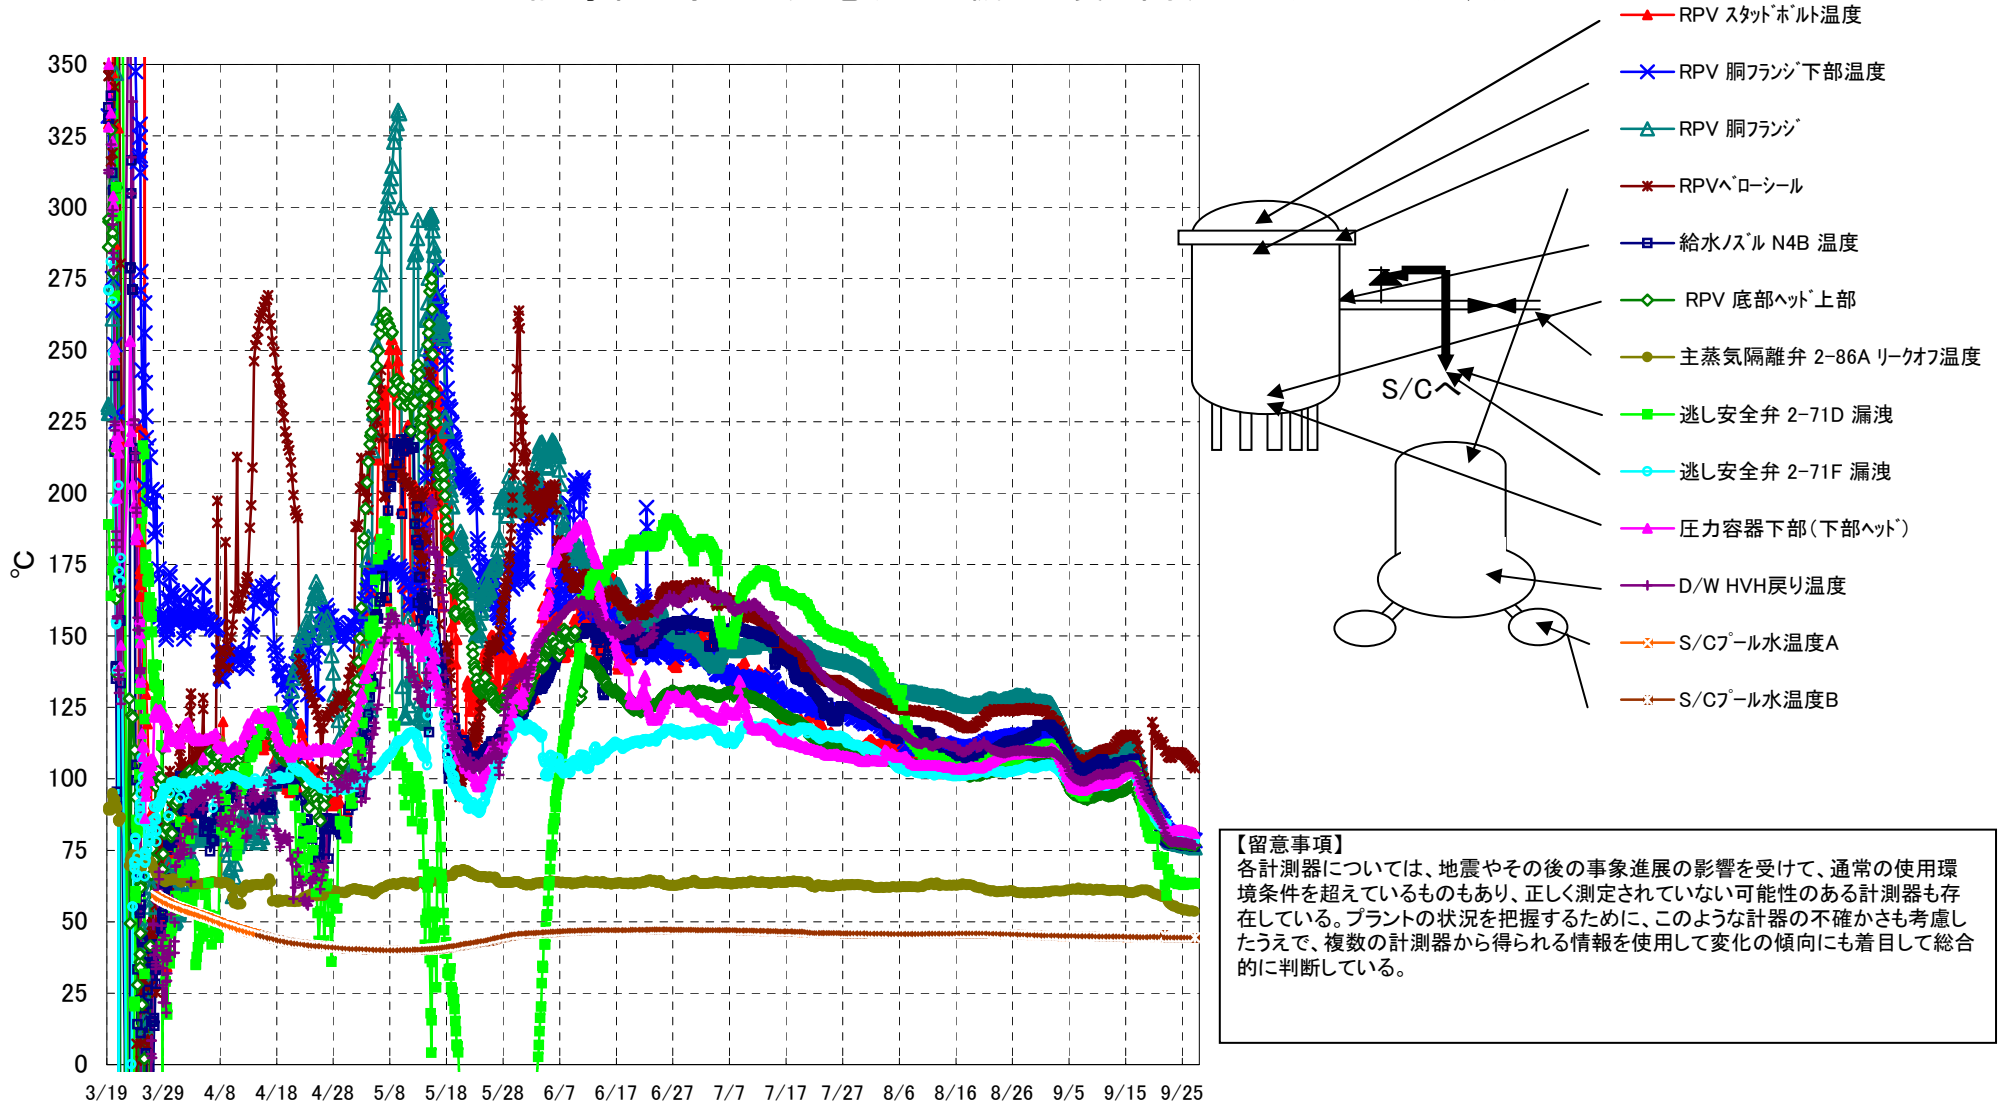 RPV スタッドボルト温度
RPV 胴フランジ下部温度
RPV 胴フランジ
RPVベローシール
給水ノズル N4B 温度
RPV 底部ヘッド上部
主蒸気隔離弁 2-86A リークオフ温度
逃し安全弁 2-71D 漏洩
逃し安全弁 2-71F 漏洩
圧力容器下部(下部ヘッド)
D/W HVH戻り温度
S/Cプール水温度A
S/Cプール水温度B
S/Cへ
℃
350
325
300
275
250
225
200
175
150
125
100
75
50
25
0
3/19 3/29 4/8 4/18 4/28 5/8 5/18 5/28 6/7 6/17 6/27 7/7 7/17 7/27 8/6 8/16 8/26 9/5 9/15 9/25
【留意事項】
各計測器については、地震やその後の事象進展の影響を受けて、通常の使用環
境条件を超えているものもあり、正しく測定されていない可能性のある計測器も存
在している。プラントの状況を把握するために、このような計器の不確かさも考慮し
たうえで、複数の計測器から得られる情報を使用して変化の傾向にも着目して総合
的に判断している。